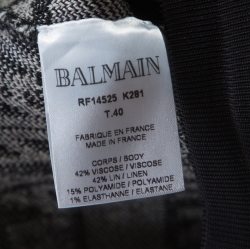 BALMAIN
RF14525 K281
T.40
FABRIQUE EN FRANCE
MADE IN FRANCE
CORPS / BODY
42% VISCOSE / VISCOSE
42% LIN / LINEN
15% POLYAMIDE / POLYAMIDE
1% ELASTHANNE / ELASTANE